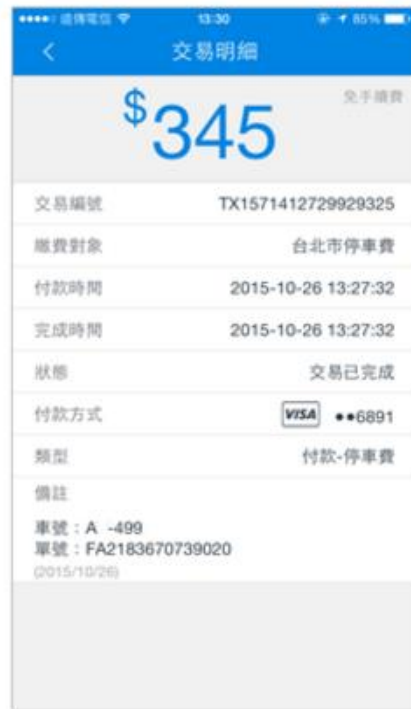 遠傳電信 13:30 85%
交易明細
免手續費
$345
交易編號 TX1571412729929325
繳費對象 台北市停車費
付款時間 2015-10-26 13:27:32
完成時間 2015-10-26 13:27:32
狀態 交易已完成
付款方式 VISA ●●6891
類型 付款-停車費
備註
車號：A -499
單號：FA2183670739020
(2015/10/26)